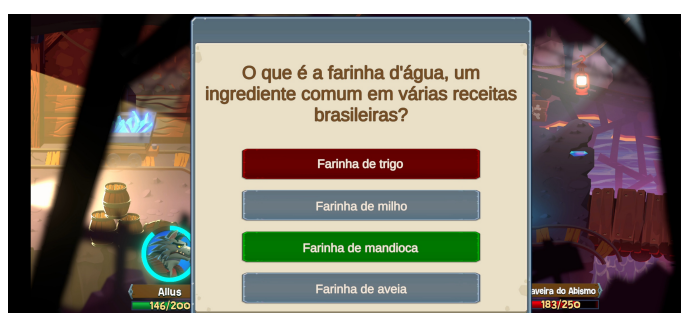 O que é a farinha d'água, um
ingrediente comum em várias receitas
brasileiras?
Farinha de trigo
Farinha de milho
Farinha de mandioca
Farinha de aveia
Allus
146/200
aveira do Abismo
183/250